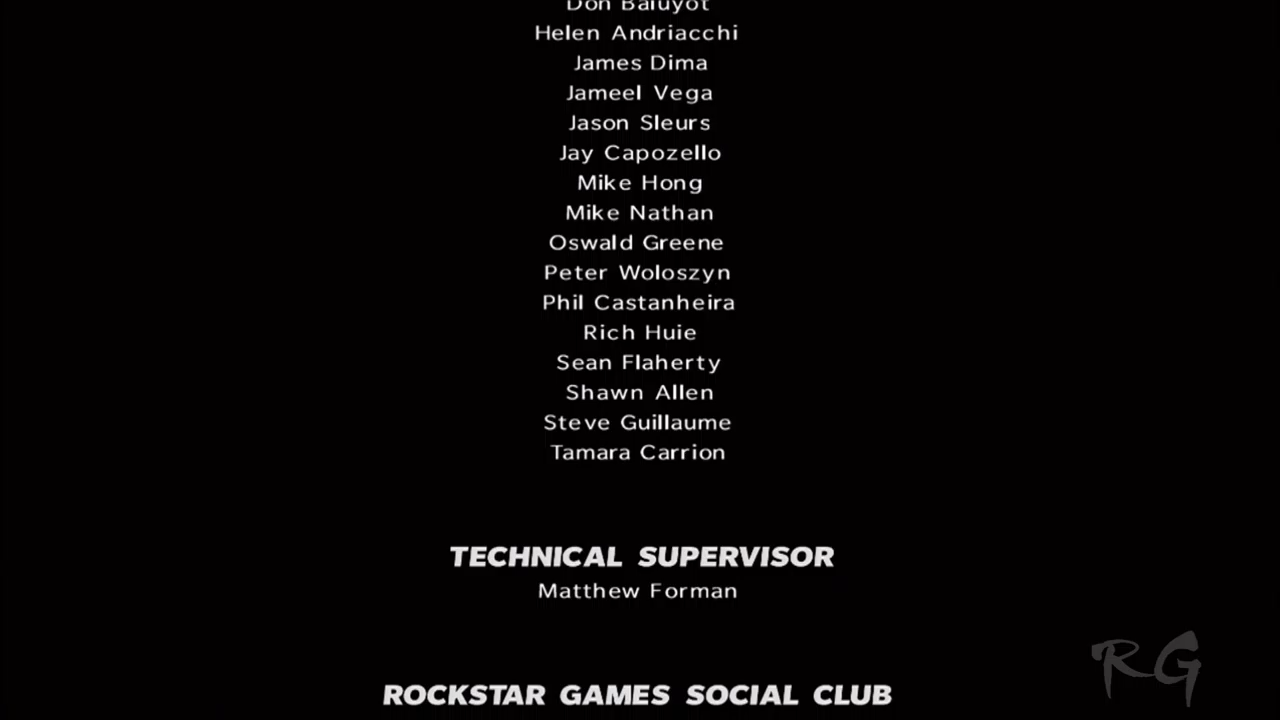 Don Baluyot
Helen Andriacchi
James Dima
Jameel Vega
Jason Sleurs
Jay Capozello
Mike Hong
Mike Nathan
Oswald Greene
Peter Woloszyn
Phil Castanheira
Rich Huie
Sean Flaherty
Shawn Allen
Steve Guillaume
Tamara Carrion
TECHNICAL SUPERVISOR
Matthew Forman
ROCKSTAR GAMES SOCIAL CLUB
RG